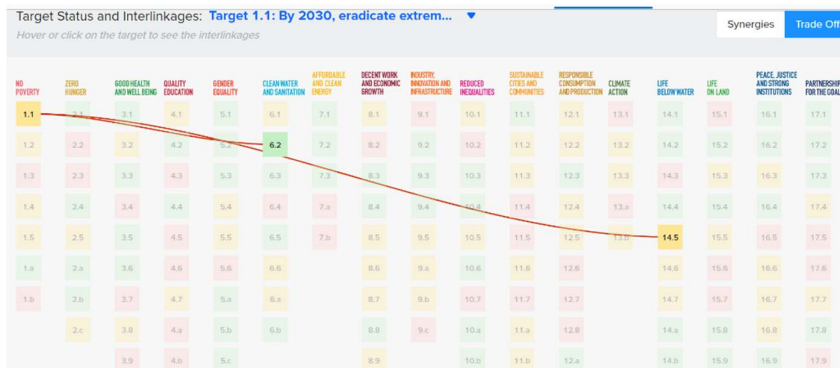 Target Status and Interlinkages: Target 1.1: By 2030, eradicate extrem... ▼
Hover or click on the target to see the interlinkages
Synergies Trade Off
NO POVERTY
ZERO HUNGER
GOOD HEALTH AND WELL BEING
QUALITY EDUCATION
GENDER EQUALITY
CLEAN WATER AND SANITATION
AFFORDABLE AND CLEAN ENERGY
DECENT WORK AND ECONOMIC GROWTH
INDUSTRY, INNOVATION AND INFRASTRUCTURE
REDUCED INEQUALITIES
SUSTAINABLE CITIES AND COMMUNITIES
RESPONSIBLE CONSUMPTION AND PRODUCTION
CLIMATE ACTION
LIFE BELOW WATER
LIFE ON LAND
PEACE, JUSTICE AND STRONG INSTITUTIONS
PARTNERSHIP FOR THE GOAL
1.1 2.1 3.1 4.1 5.1 6.1 7.1 8.1 9.1 10.1 11.1 12.1 13.1 14.1 15.1 16.1 17.1
1.2 2.2 3.2 4.2 5.2 6.2 7.2 8.2 9.2 10.2 11.2 12.2 13.2 14.2 15.2 16.2 17.2
1.3 2.3 3.3 4.3 5.3 6.3 7.3 8.3 9.3 10.3 11.3 12.3 13.3 14.3 15.3 16.3 17.3
1.4 2.4 3.4 4.4 5.4 6.4 7.a 8.4 9.4 10.4 11.4 12.4 13.a 14.4 15.4 16.4 17.4
1.5 2.5 3.5 4.5 5.5 6.5 7.b 8.5 9.5 10.5 11.5 12.5 13.b 14.5 15.5 16.5 17.5
1.a 2.a 3.6 4.6 5.6 6.6 8.6 9.a 10.6 11.6 12.6 14.6 15.6 16.6 17.6
1.b 2.b 3.7 4.7 5.a 6.a 8.7 9.b 10.7 11.7 12.7 14.7 15.7 16.7 17.7
2.c 3.8 4.a 5.b 6.b 8.8 9.c 10.a 11.a 12.8 14.a 15.8 16.8 17.8
3.9 4.b 5.c 8.9 10.b 11.b 12.a 14.b 15.9 16.9 17.9